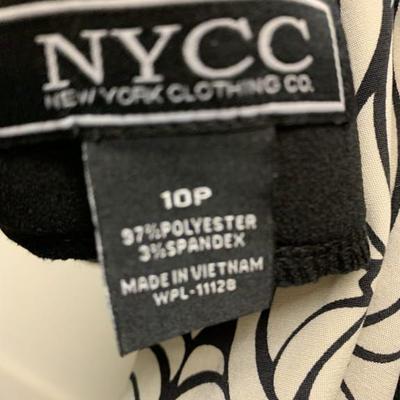 NYCC
NEW YORK CLOTHING CO.
10P
97%POLYESTER
3%SPANDEX
MADE IN VIETNAM
WPL-11128